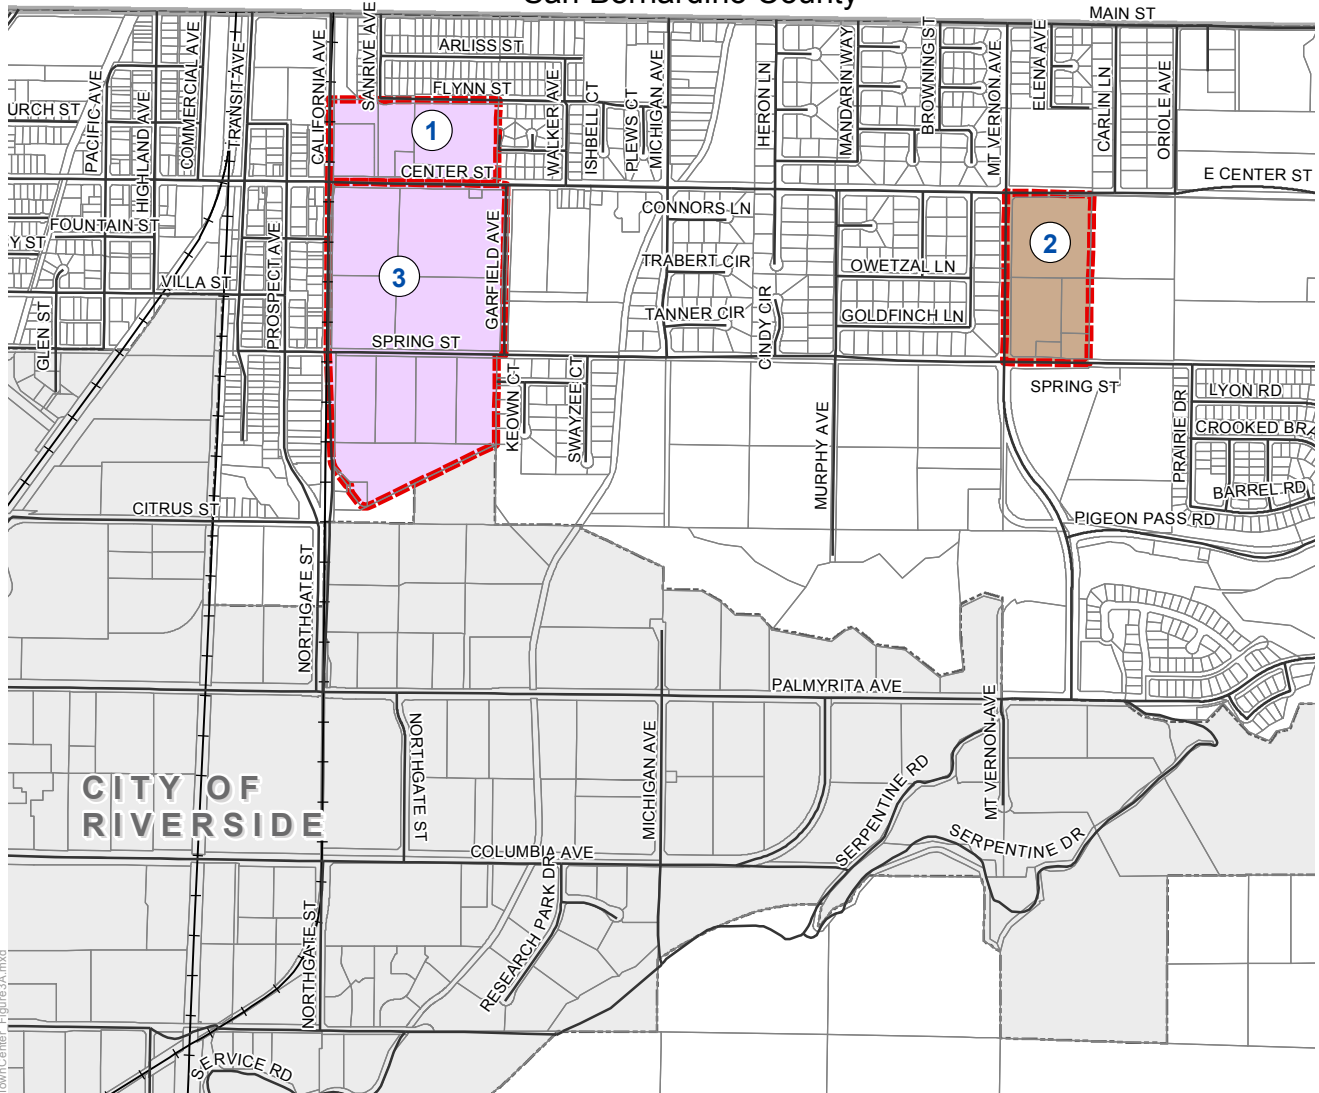 San Bernardino County
MAIN ST
ARLISS ST
FLYNN ST
SANRIVE AVE
CALIFORNIA AVE
TRANSIT AVE
COMMERCIAL AVE
HIGHLAND AVE
PACIFIC AVE
URCH ST
WALKER AVE
ISHBELL CT
PLEWS CT
MICHIGAN AVE
HERON LN
MANDARIN WAY
BROWNING ST
MT VERNON AVE
ELENA AVE
CARLIN LN
ORIOLE AVE
1
CENTER ST
E CENTER ST
FOUNTAIN ST
Y ST
VILLA ST
GLEN ST
PROSPECT AVE
3
GARFIELD AVE
SPRING ST
CONNORS LN
TRABERT CIR
TANNER CIR
CINDY CIR
OWETZAL LN
GOLDFINCH LN
2
SPRING ST
KEOWN CT
SWAYZEE CT
MURPHY AVE
PRAIRIE DR
LYON RD
CROOKED BRA
BARREL RD
PIGEON PASS RD
CITRUS ST
NORTHGATE ST
PALMYRITA AVE
NORTHGATE ST
MICHIGAN AVE
MT VERNON AVE
SERPENTINE RD
SERPENTINE DR
CITY OF
RIVERSIDE
COLUMBIA AVE
RESEARCH PARK DR
NORTHGATE ST
SERVICE RD
TownCenter_Figure3A.mxd